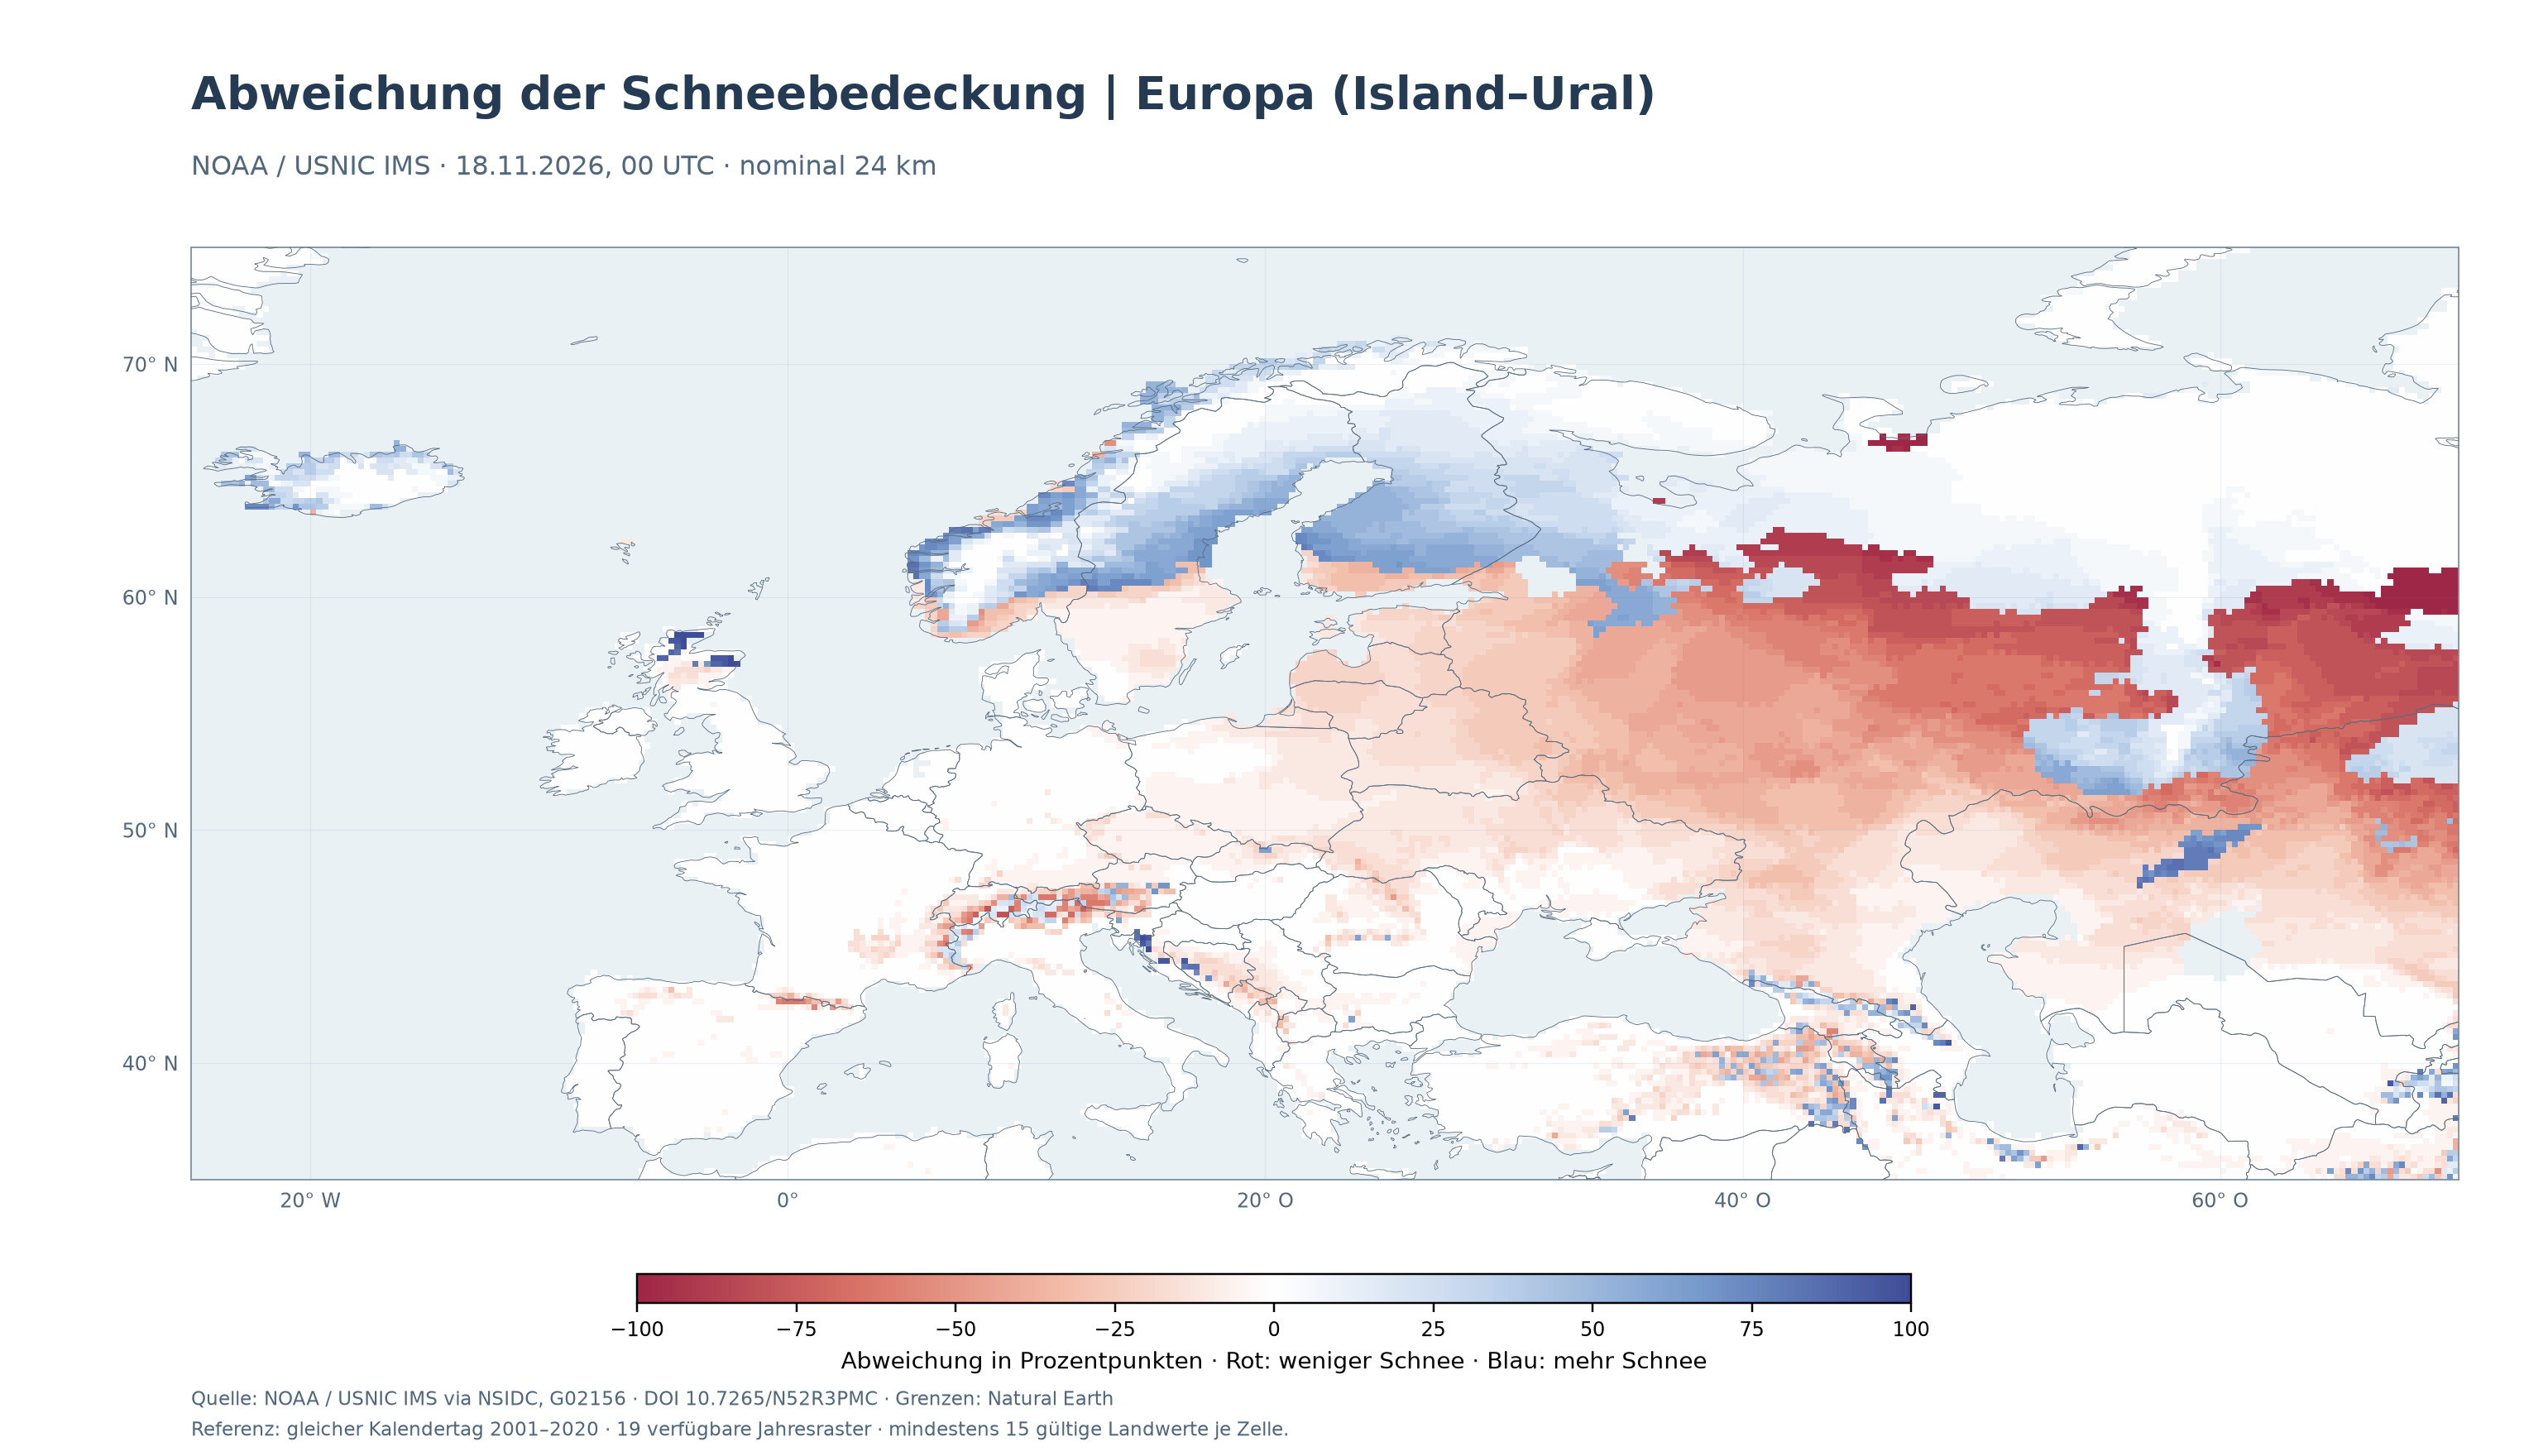 Abweichung der Schneebedeckung | Europa (Island–Ural)
NOAA / USNIC IMS · 18.11.2026, 00 UTC · nominal 24 km
70° N
60° N
50° N
40° N
20° W 0° 20° O 40° O 60° O
−100 −75 −50 −25 0 25 50 75 100
Abweichung in Prozentpunkten · Rot: weniger Schnee · Blau: mehr Schnee
Quelle: NOAA / USNIC IMS via NSIDC, G02156 · DOI 10.7265/N52R3PMC · Grenzen: Natural Earth
Referenz: gleicher Kalendertag 2001–2020 · 19 verfügbare Jahresraster · mindestens 15 gültige Landwerte je Zelle.